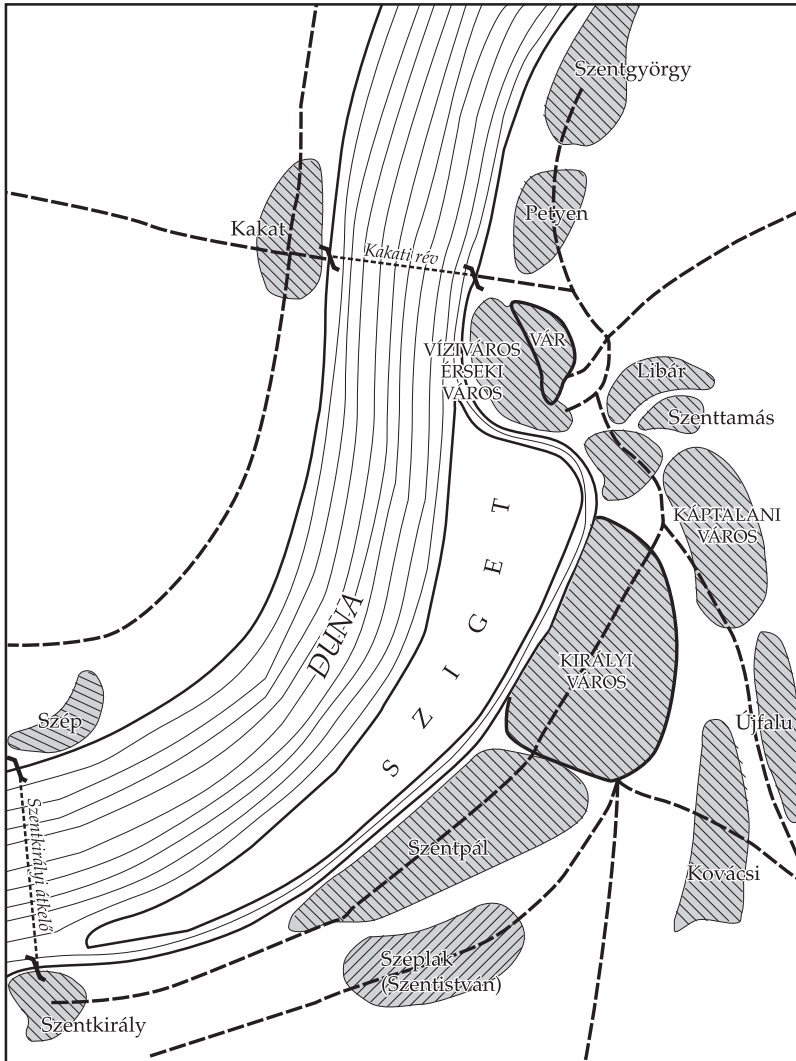 Szentgyörgy
Petyen
Kakat
Kakati rév
VÍZIVÁROS
ÉRSEKI
VÁROS
VÁR
Libár
Szenttamás
KÁPTALANI
VÁROS
SZIGET
DUNA
KIRÁLYI
VÁROS
Szép
Újfalu
Szentkirályi átkelő
Szentpál
Kovácsi
Széplak
(Szentistván)
Szentkirály